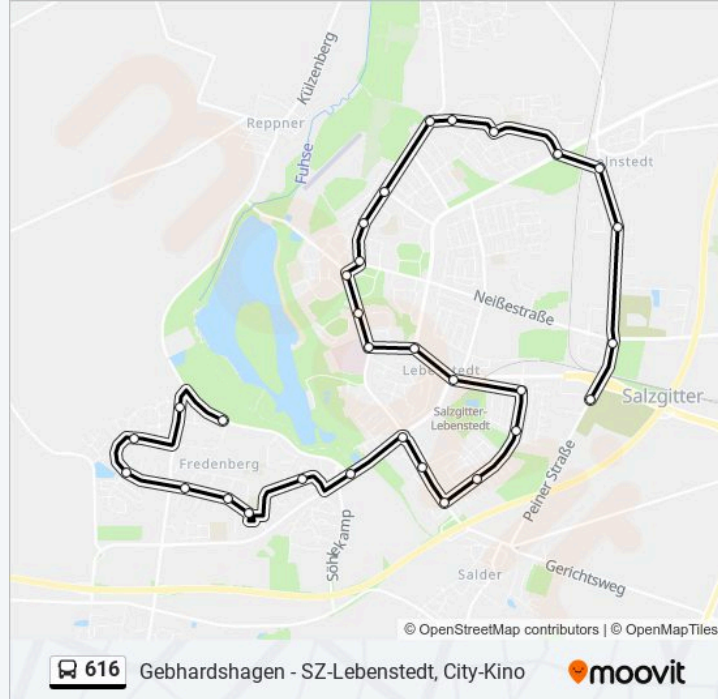 Külzenberg
Reppner
Fuhse
lnstedt
Neißestraße
Lebenstedt
Salzgitter
Salzgitter-
Lebenstedt
Fredenberg
Peiner Straße
Söhlekamp
Salder
Gerichtsweg
© OpenStreetMap contributors | © OpenMapTiles
616 Gebhardshagen - SZ-Lebenstedt, City-Kino moovit